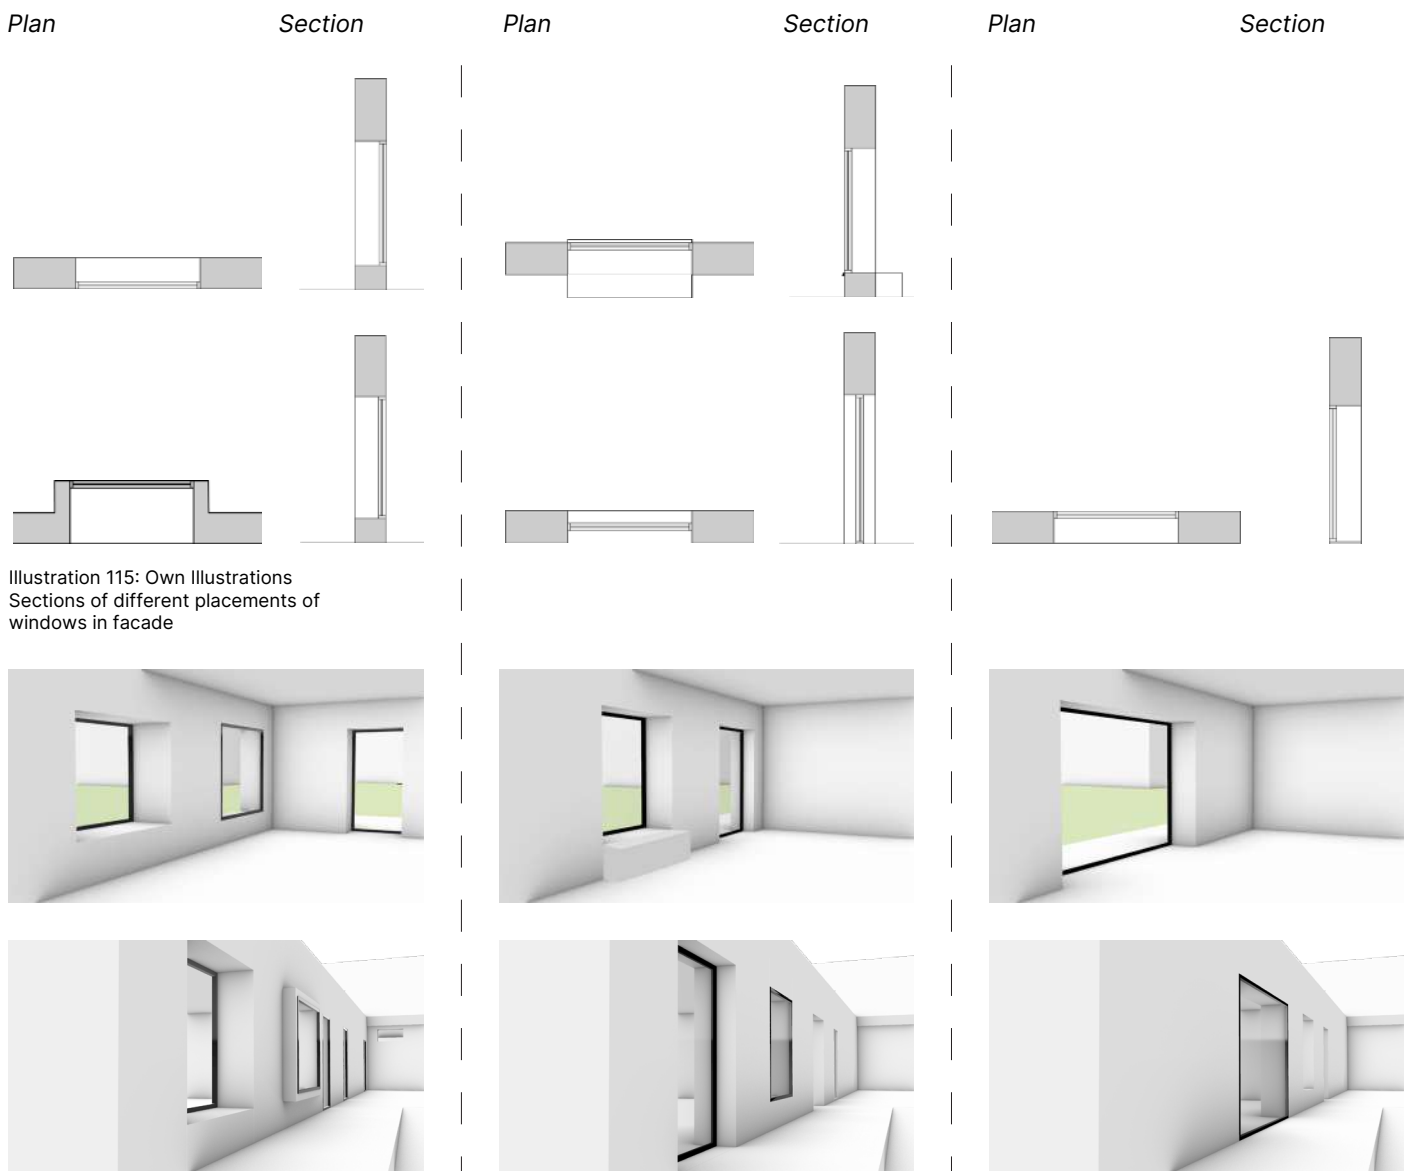 Plan
Section
Plan
Section
Plan
Section
Illustration 115: Own Illustrations
Sections of different placements of
windows in facade